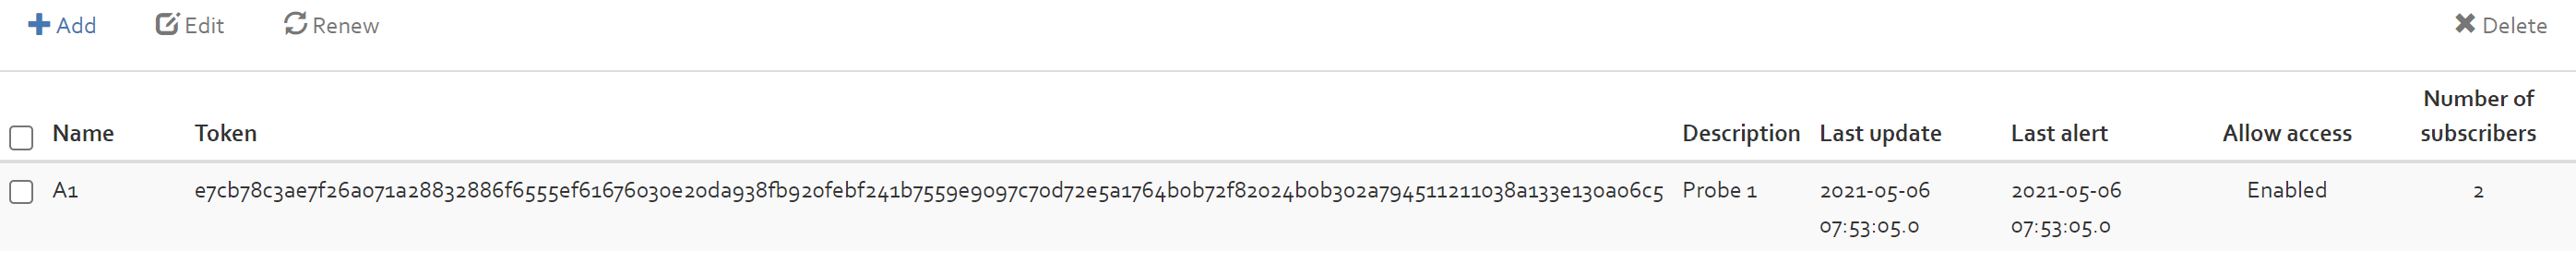 Add Edit Renew Delete
Number of
Name Token Description Last update Last alert Allow access subscribers
A1 e7cb78c3ae7f26a071a28832886f6555ef61676030e20da938fb920febf241b7559e9097c70d72e5a1764b0b72f82024b0b302a794511211038a133e130a06c5 Probe 1 2021-05-06 2021-05-06 Enabled 2
07:53:05.0 07:53:05.0